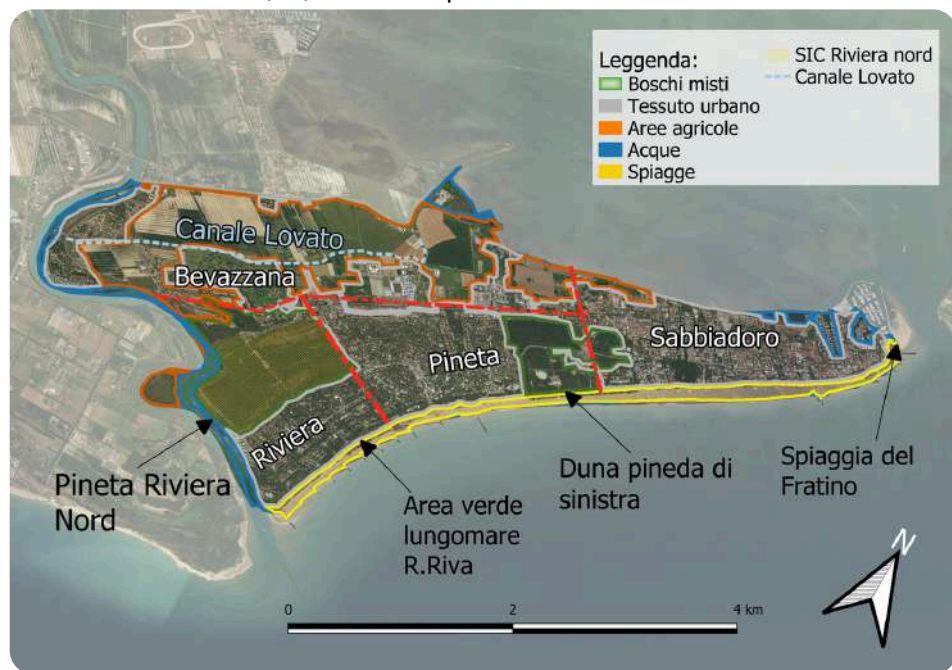 Leggenda:
Boschi misti
Tessuto urbano
Aree agricole
Acque
Spiagge
SIC Riviera nord
Canale Lovato
Canale Lovato
Bevazzana
Pineta
Sabbiadoro
Riviera
Pineta Riviera
Nord
Area verde
lungomare
R.Riva
Duna pineda di
sinistra
Spiaggia del
Fratino
N
0
2
4 km